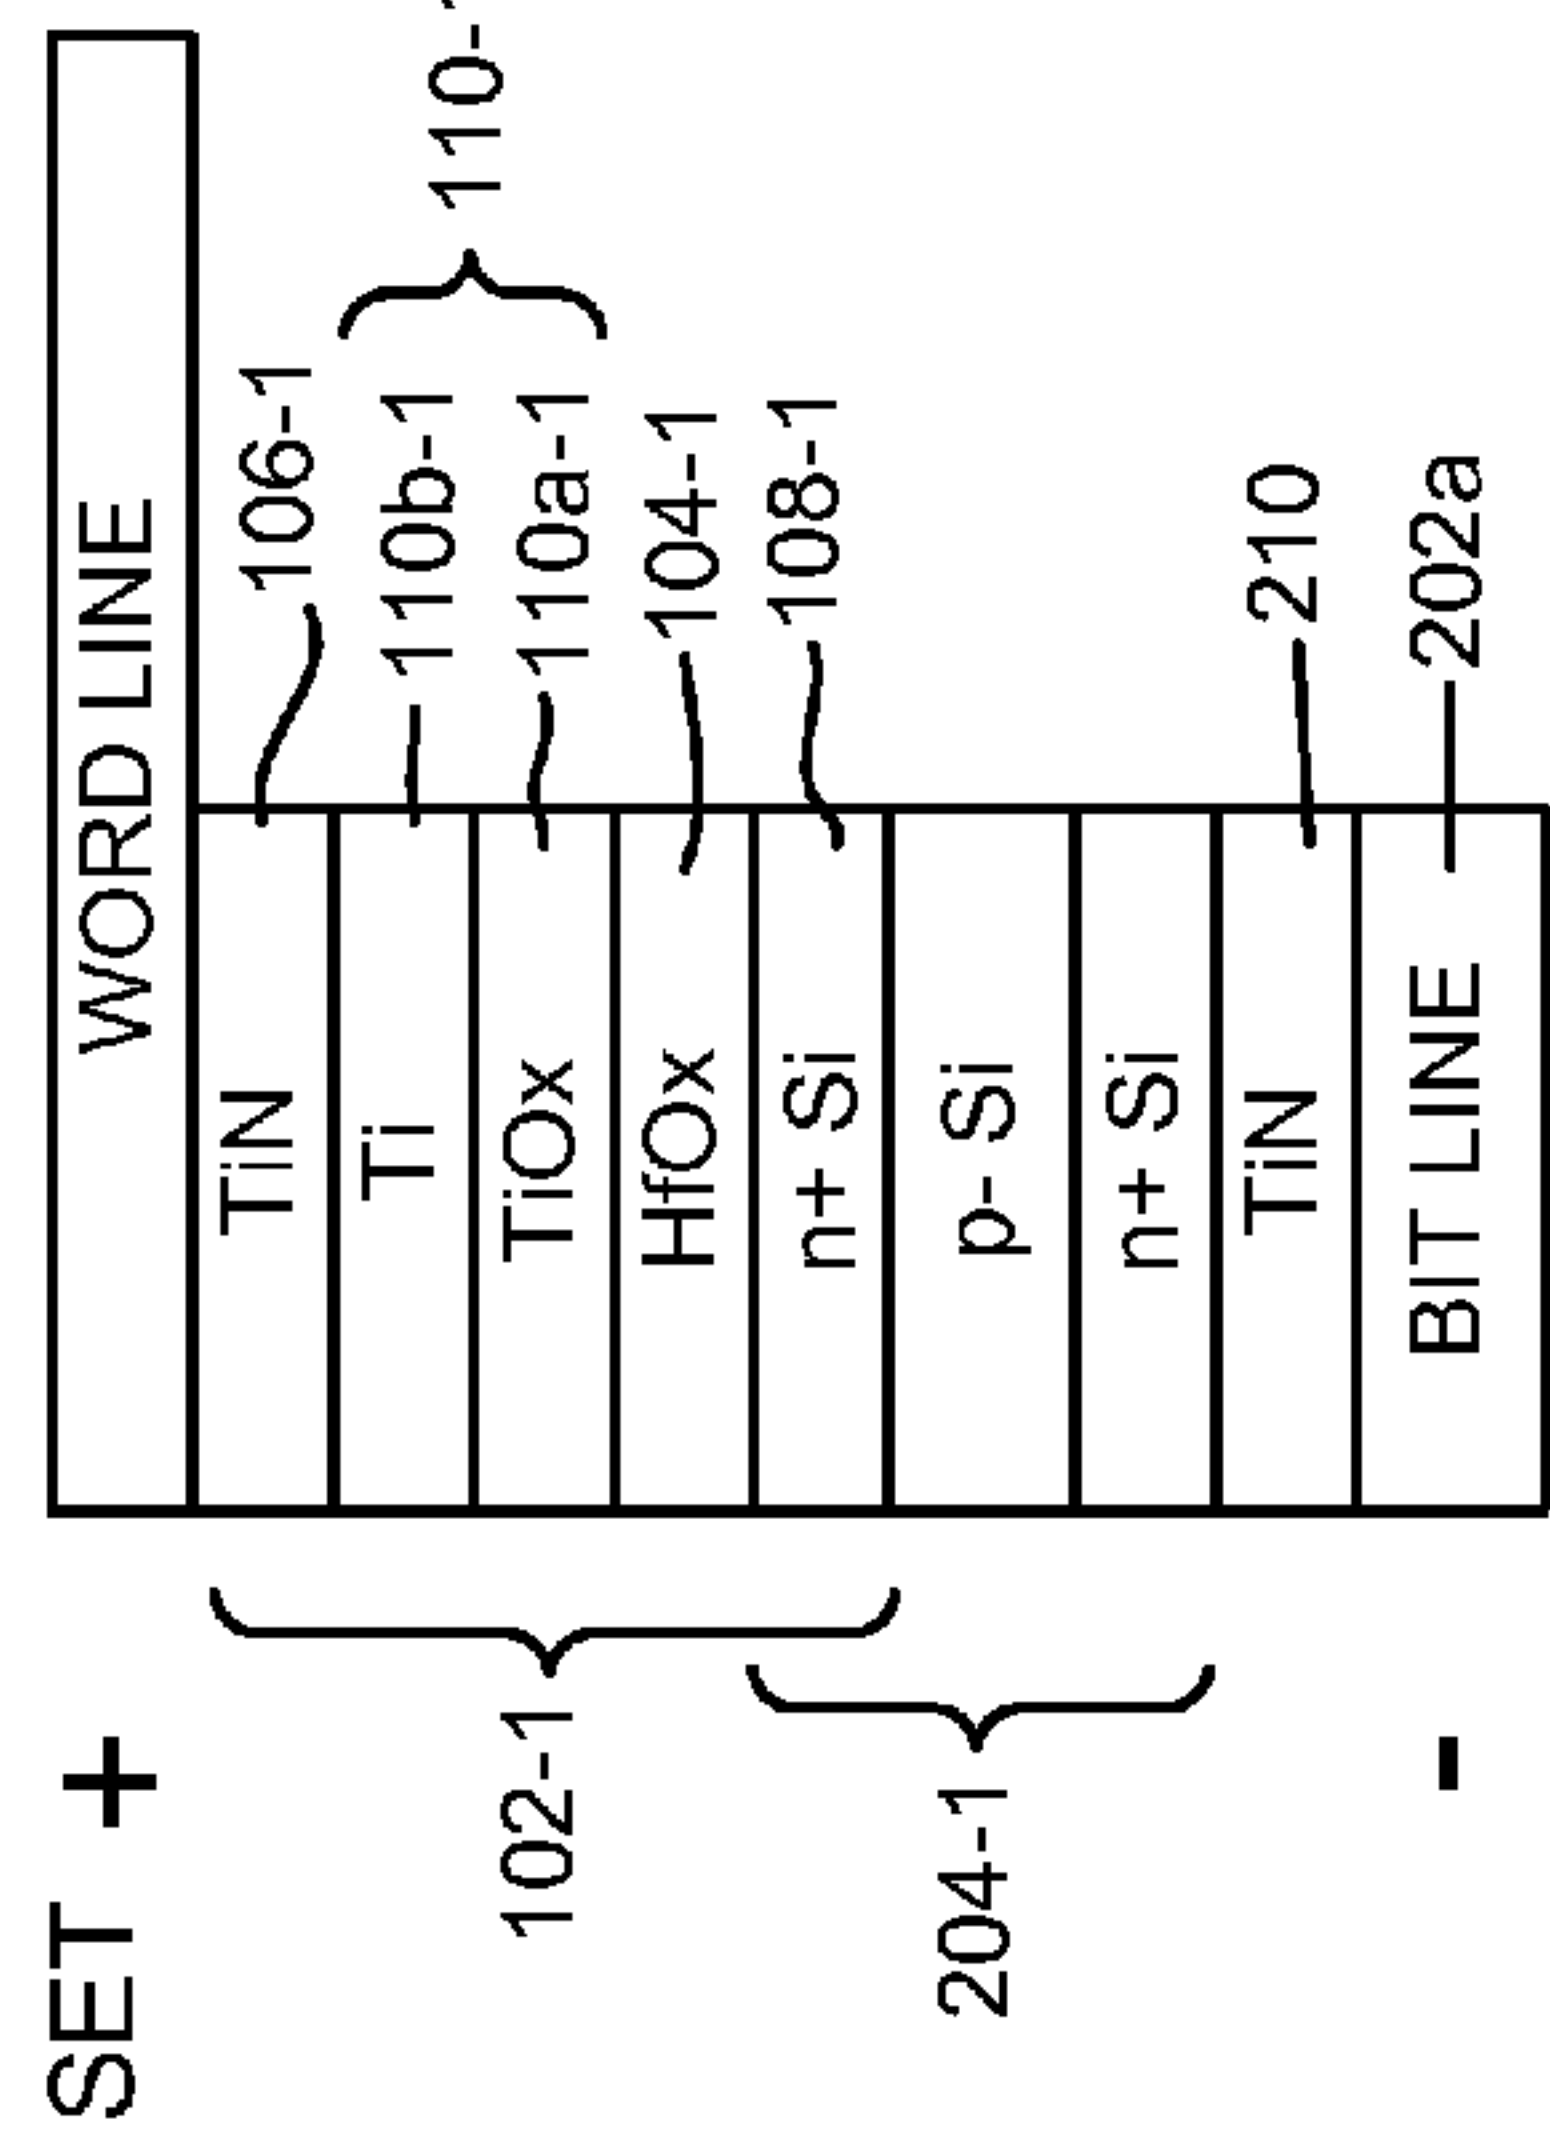 SET +
WORD LINE
TiN
106-1
Ti
110b-1
TiOx
110a-1
110-1
HfOx
104-1
n+ Si
108-1
102-1
p- Si
204-1
n+ Si
TiN
210
BIT LINE
202a
-